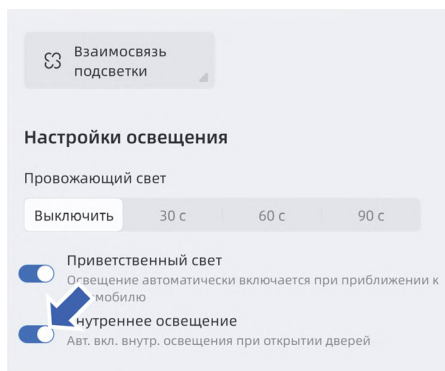 Взаимосвязь
подсветки
Настройки освещения
Провожающий свет
Выключить 30 с 60 с 90 с
Приветственный свет
Освещение автоматически включается при приближении к
мобилю
нутреннее освещение
Авт. вкл. внутр. освещения при открытии дверей